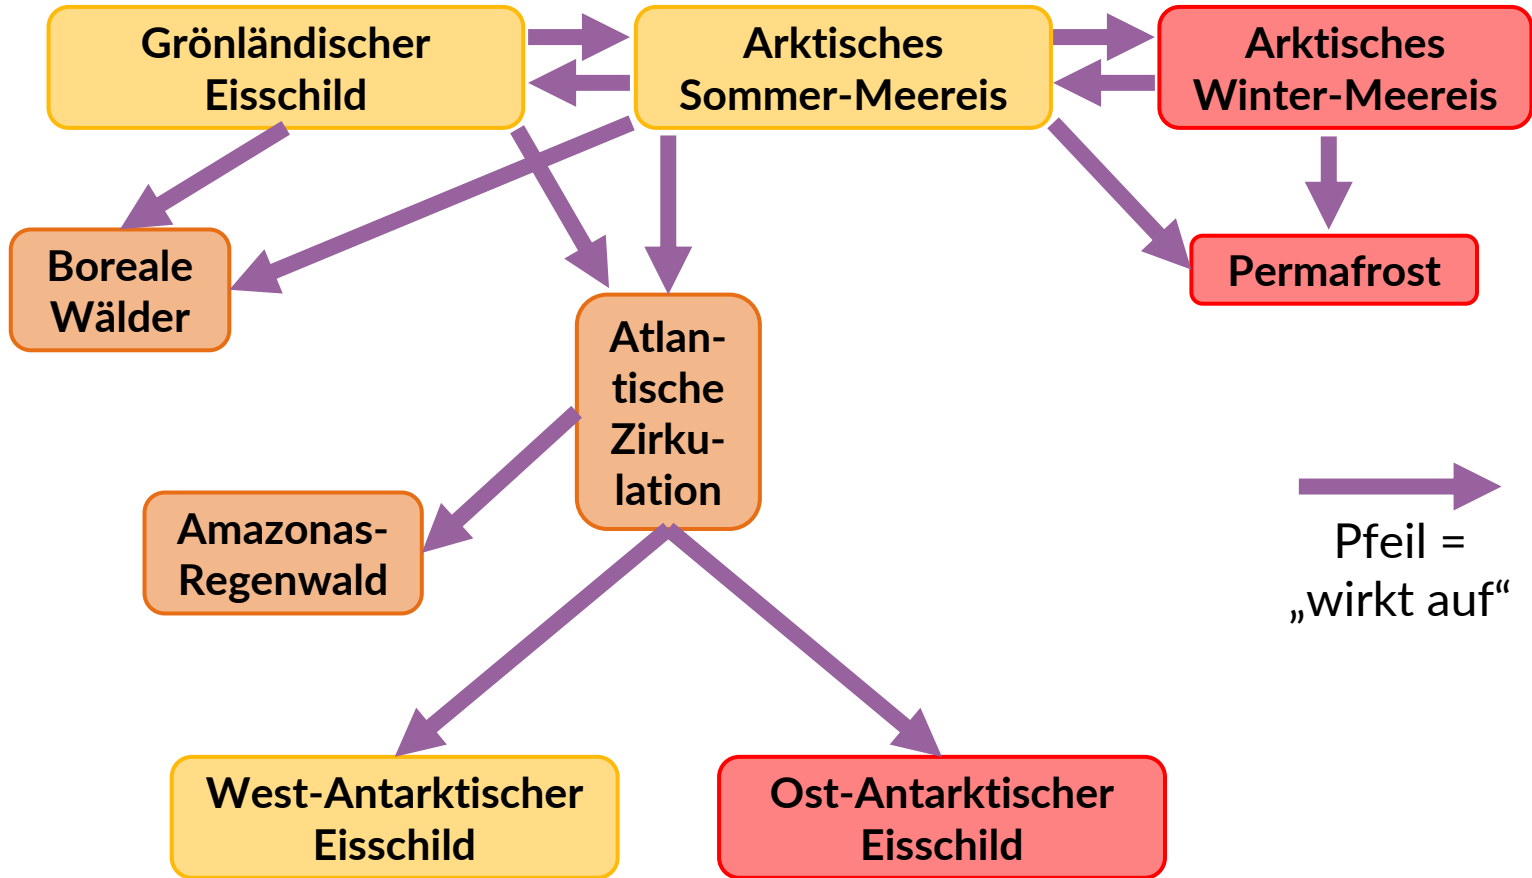 Grönländischer
Eisschild
Arktisches
Sommer-Meereis
Arktisches
Winter-Meereis
Boreale
Wälder
Permafrost
Atlan-
tische
Zirku-
lation
Amazonas-
Regenwald
Pfeil =
„wirkt auf“
West-Antarktischer
Eisschild
Ost-Antarktischer
Eisschild